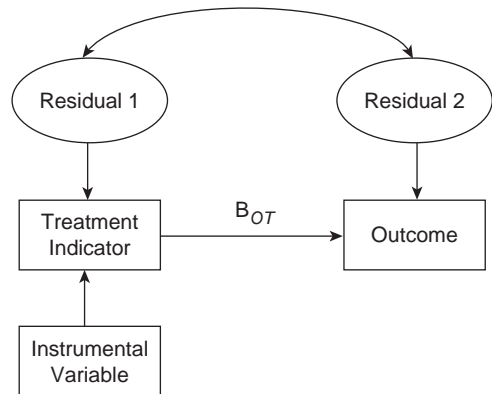 Residual 1
Residual 2
Treatment
Indicator
B_OT
Outcome
Instrumental
Variable